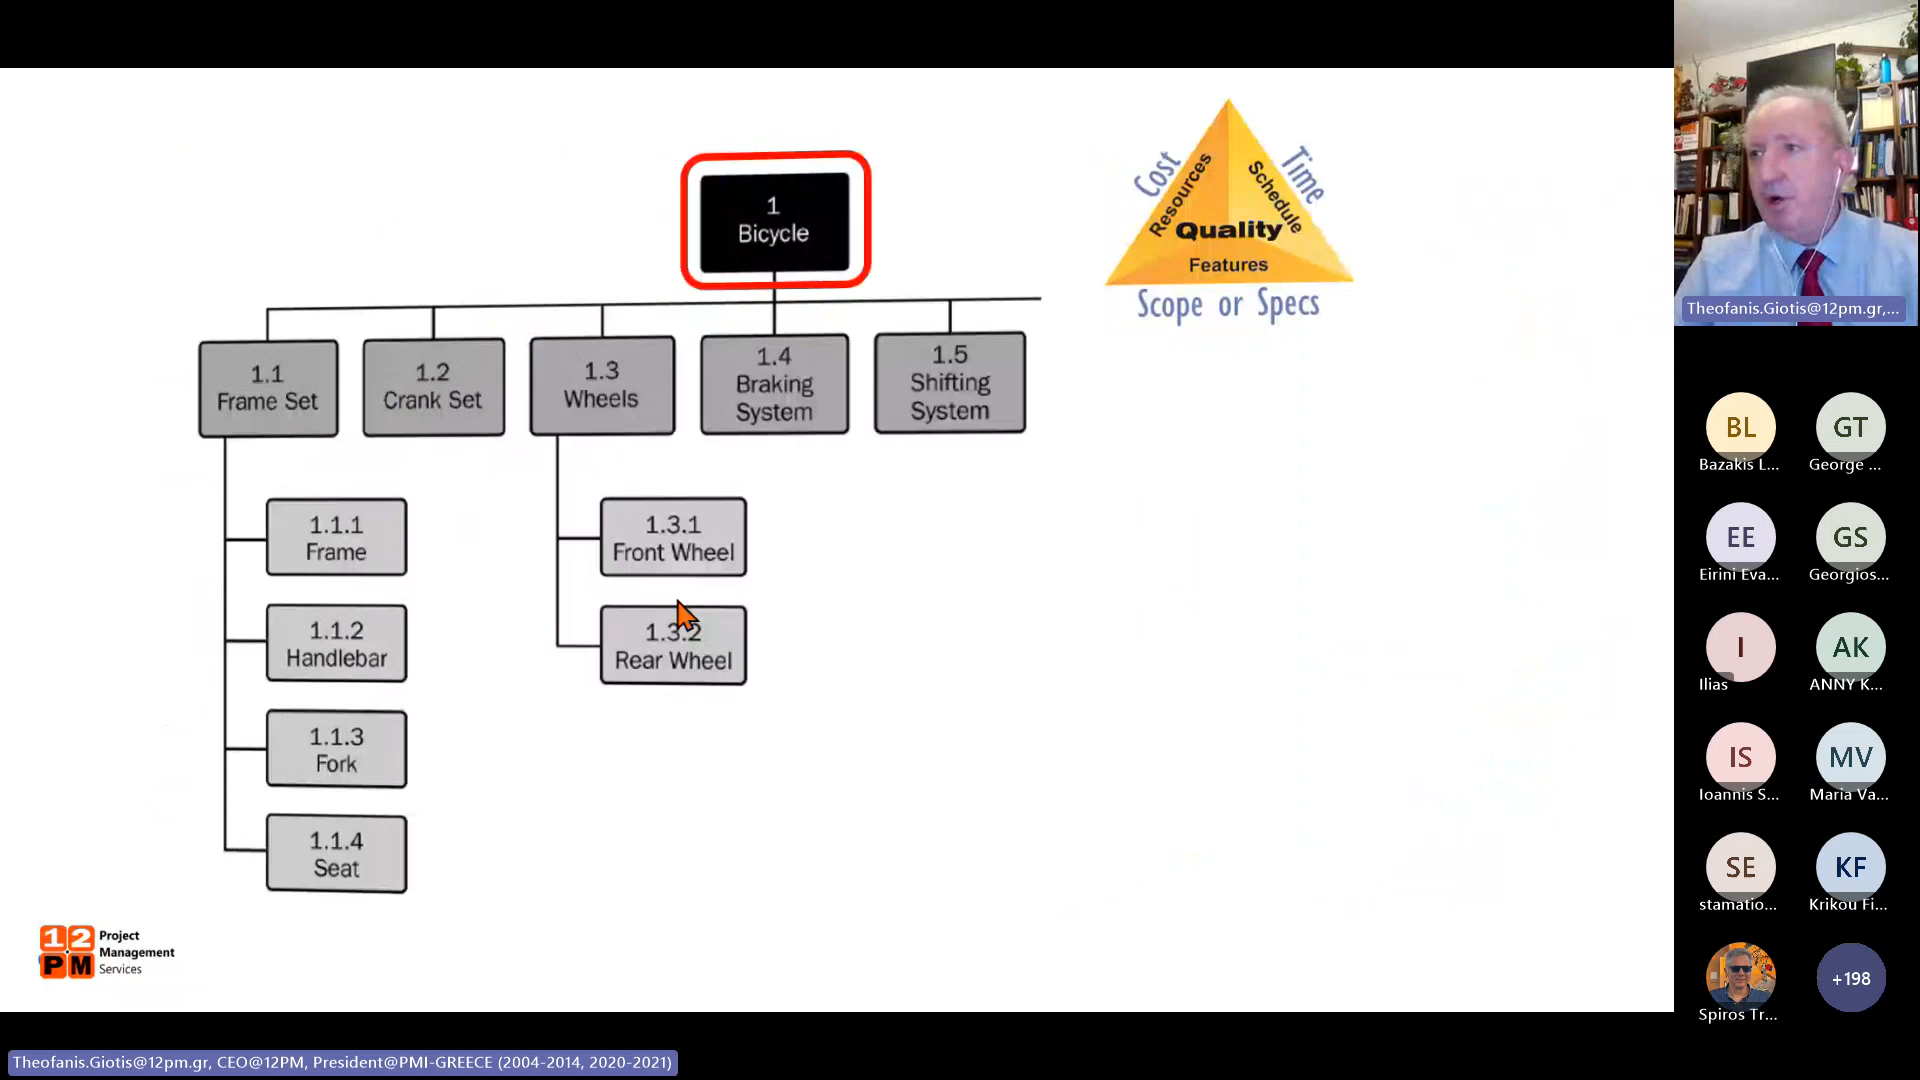 1
Bicycle
1.1
Frame Set
1.2
Crank Set
1.3
Wheels
1.4
Braking
System
1.5
Shifting
System
1.1.1
Frame
1.1.2
Handlebar
1.1.3
Fork
1.1.4
Seat
1.3.1
Front Wheel
1.3.2
Rear Wheel
Cost
Resources
Time
Schedule
Quality
Features
Scope or Specs
12
PM
Project
Management
Services
Theofanis.Giotis@12pm.gr,...
BL
Bazakis L...
GT
George ...
EE
Eirini Eva...
GS
Georgios...
I
Ilias
AK
ANNY K...
IS
Ioannis S...
MV
Maria Va...
SE
stamatio...
KF
Krikou Fi...
Spiros Tr...
+198
Theofanis.Giotis@12pm.gr, CEO@12PM, President@PMI-GREECE (2004-2014, 2020-2021)